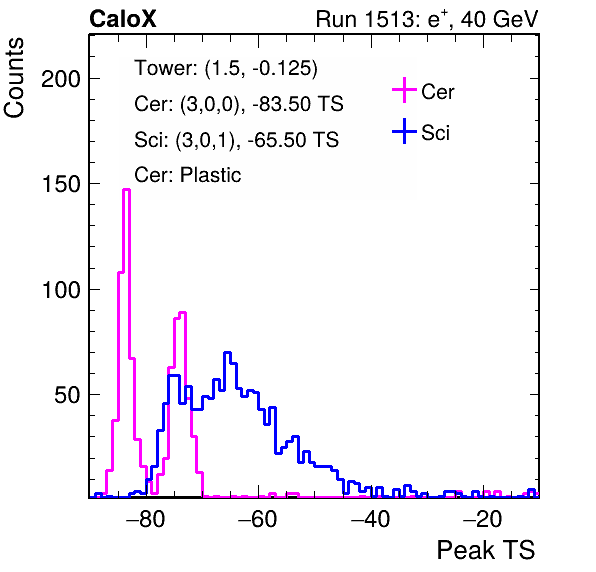 CaloX Run 1513: e⁺, 40 GeV
Counts
Tower: (1.5, -0.125)
Cer: (3,0,0), -83.50 TS
Sci: (3,0,1), -65.50 TS
Cer: Plastic
Cer
Sci
200
150
100
50
−80 −60 −40 −20
Peak TS